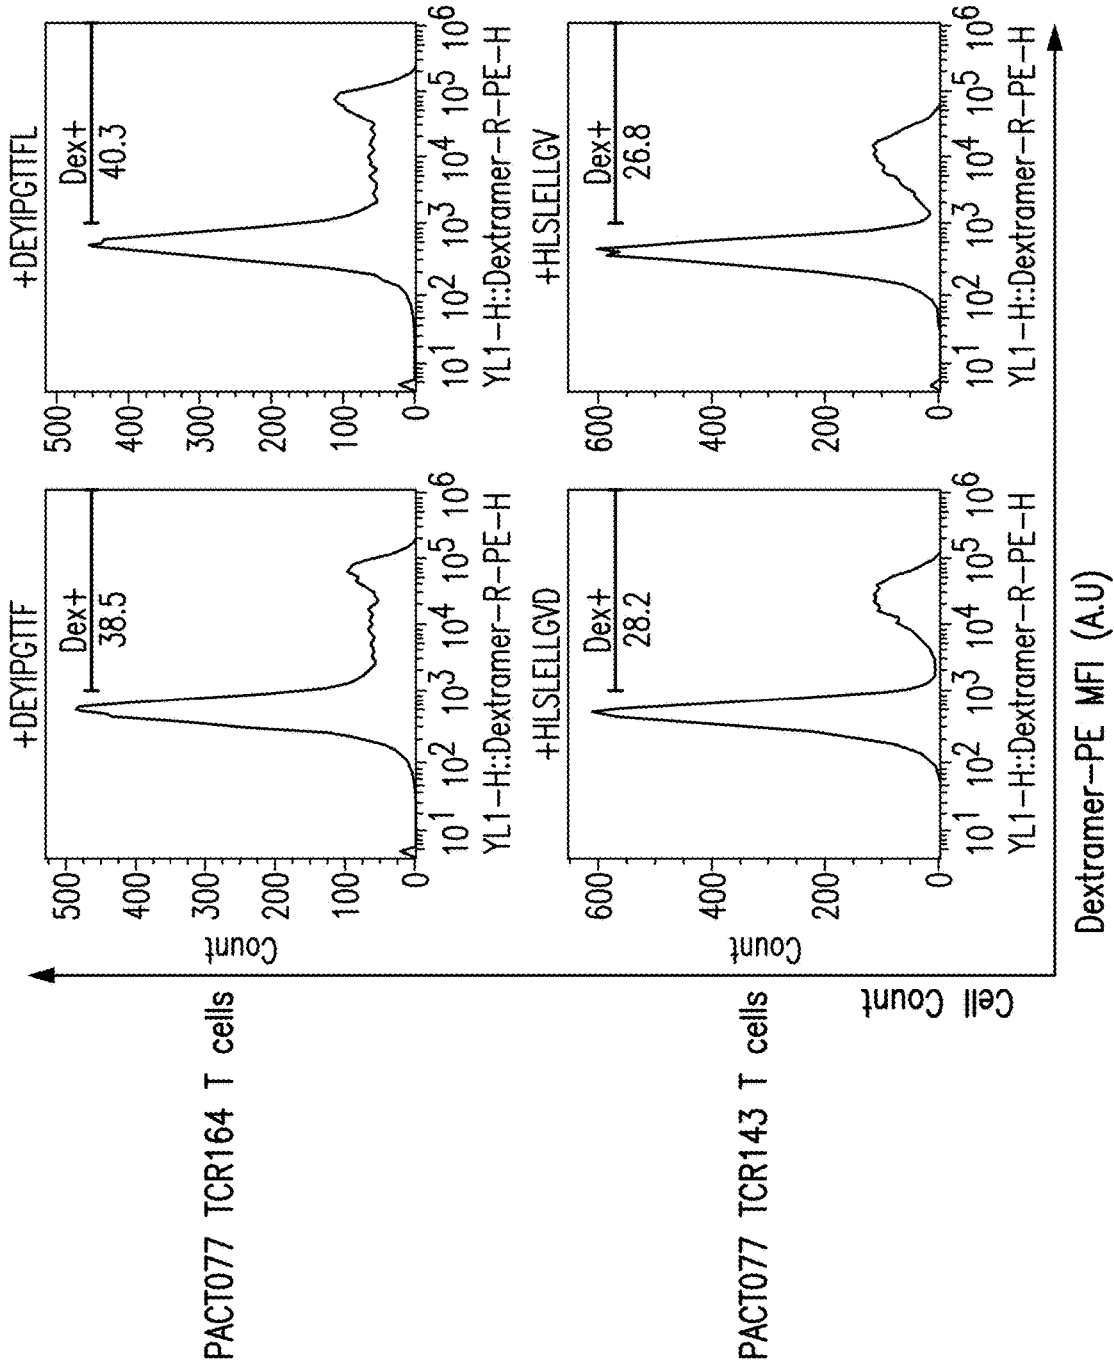 PACT077 TCR164 T cells
+DEYIPGTTF
Dex+
38.5
500
400
300
200
100
0
Count
10^1 10^2 10^3 10^4 10^5 10^6
YL1-H::Dextramer-R-PE-H
+DEYIPGTTFL
Dex+
40.3
500
400
300
200
100
0
10^1 10^2 10^3 10^4 10^5 10^6
YL1-H::Dextramer-R-PE-H
PACT077 TCR143 T cells
+HLSLELLGVD
Dex+
28.2
600
400
200
0
Count
10^1 10^2 10^3 10^4 10^5 10^6
YL1-H::Dextramer-R-PE-H
+HLSLELLGV
Dex+
26.8
600
400
200
0
10^1 10^2 10^3 10^4 10^5 10^6
YL1-H::Dextramer-R-PE-H
Cell Count
Dextramer-PE MFI (A.U)